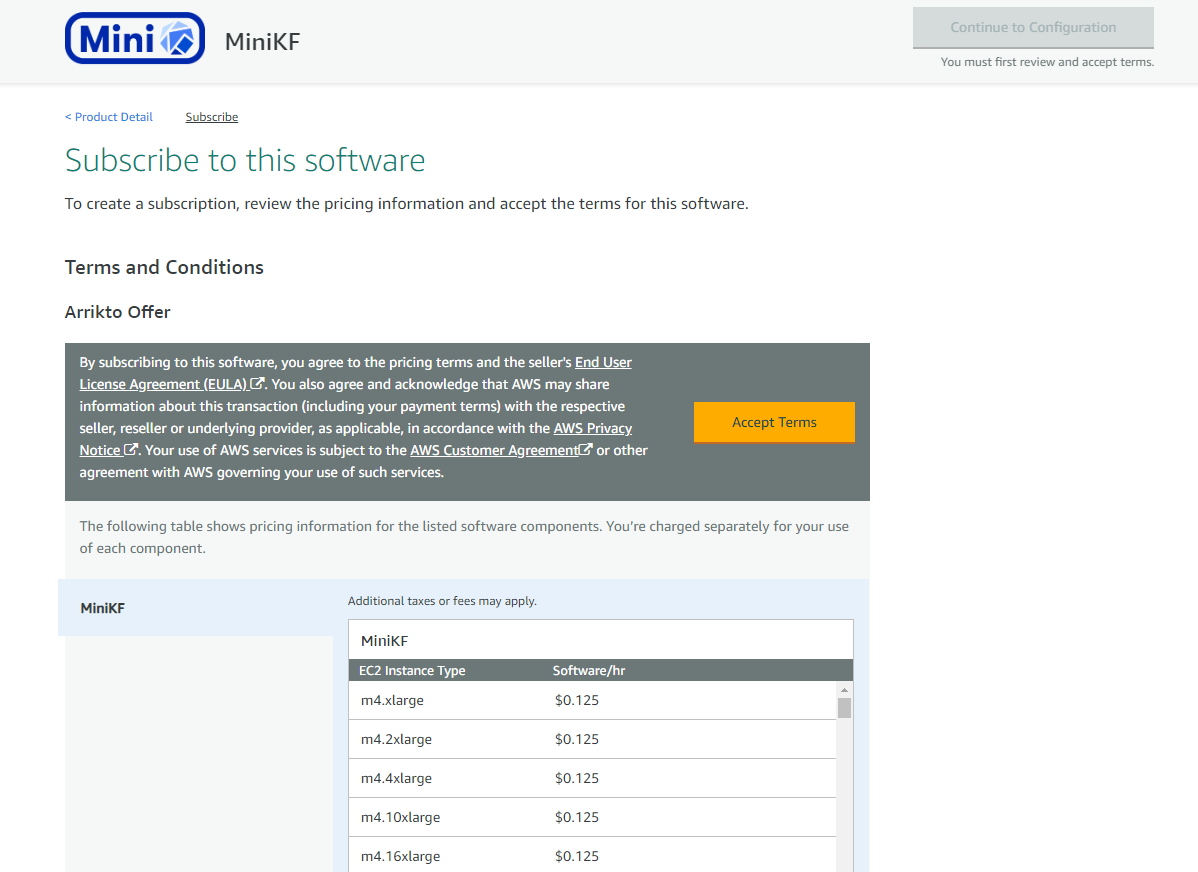 Mini
MiniKF
Continue to Configuration
You must first review and accept terms.
< Product Detail
Subscribe
Subscribe to this software
To create a subscription, review the pricing information and accept the terms for this software.
Terms and Conditions
Arrikto Offer
By subscribing to this software, you agree to the pricing terms and the seller's End User
License Agreement (EULA). You also agree and acknowledge that AWS may share
information about this transaction (including your payment terms) with the respective
seller, reseller or underlying provider, as applicable, in accordance with the AWS Privacy
Notice. Your use of AWS services is subject to the AWS Customer Agreement or other
agreement with AWS governing your use of such services.
Accept Terms
The following table shows pricing information for the listed software components. You’re charged separately for your use
of each component.
MiniKF
Additional taxes or fees may apply.
MiniKF
EC2 Instance Type Software/hr
m4.xlarge $0.125
m4.2xlarge $0.125
m4.4xlarge $0.125
m4.10xlarge $0.125
m4.16xlarge $0.125